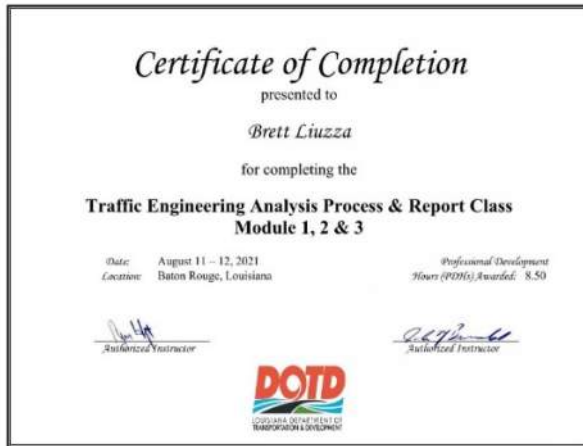 Certificate of Completion
presented to
Brett Liuzza
for completing the
Traffic Engineering Analysis Process & Report Class
Module 1, 2 & 3
Date: August 11 – 12, 2021
Location: Baton Rouge, Louisiana
Professional Development
Hours (PDHs) Awarded: 8.50
Authorized Instructor
Authorized Instructor
DOTD
LOUISIANA DEPARTMENT OF
TRANSPORTATION & DEVELOPMENT